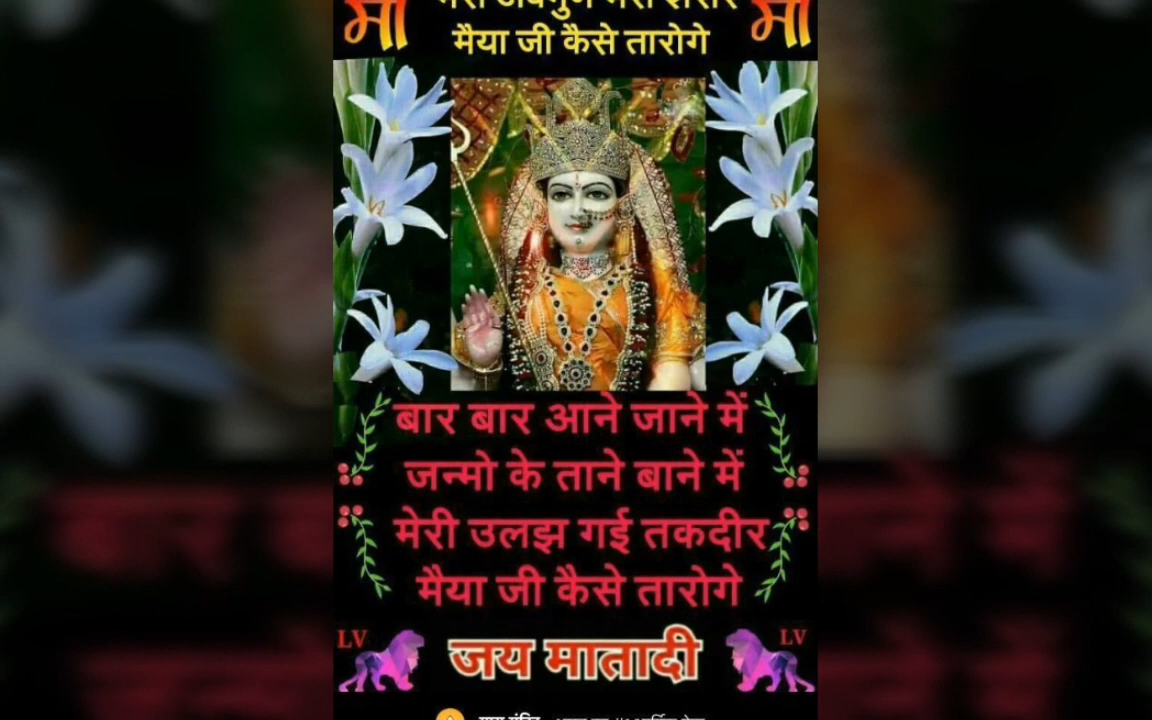 माँ माँ
मैया जी कैसे तारोगे
बार बार आने जाने में
जन्मो के ताने बाने में
मेरी उलझ गई तकदीर
मैया जी कैसे तारोगे
LV जय मातादी LV